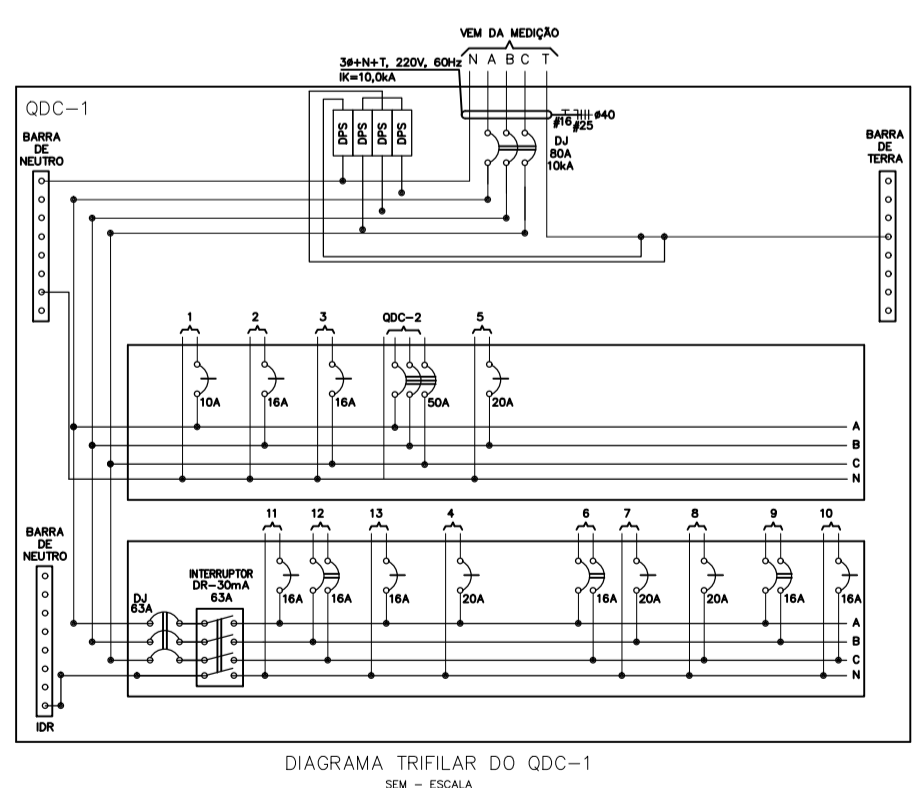 VEM DA MEDIÇÃO
N A B C T
3ø+N+T, 220V, 60Hz
IK=10,0kA
#16 #25 ø40
DJ
80A
10kA
QDC-1
BARRA
DE
NEUTRO
DPS DPS DPS DPS
BARRA
DE
TERRA
1 2 3 QDC-2 5
10A 16A 16A 50A 20A
A
B
C
N
BARRA
DE
NEUTRO
11 12 13 4 6 7 8 9 10
DJ
63A
INTERRUPTOR
DR-30mA
63A
16A 16A 16A 20A 16A 20A 20A 16A 16A
A
B
C
N
IDR
DIAGRAMA TRIFILAR DO QDC-1
SEM - ESCALA